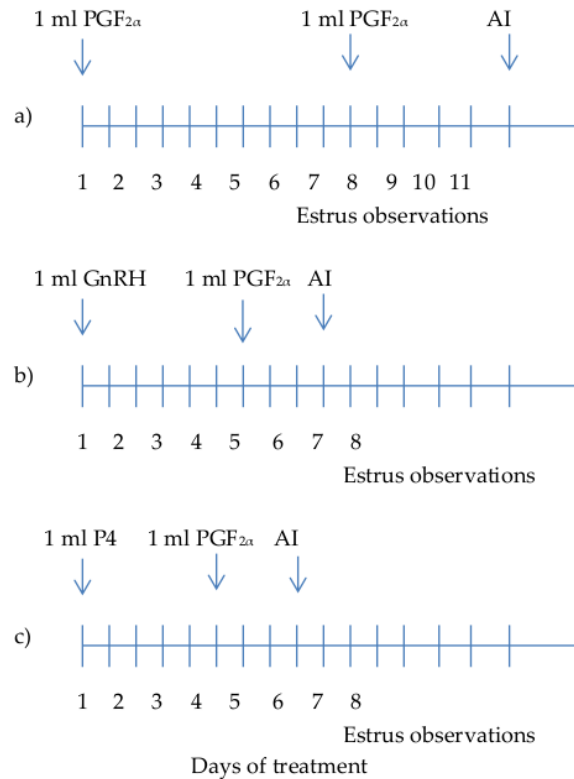 1 ml PGF2α 1 ml PGF2α AI
a)
1 2 3 4 5 6 7 8 9 10 11
Estrus observations
1 ml GnRH 1 ml PGF2α AI
b)
1 2 3 4 5 6 7 8
Estrus observations
1 ml P4 1 ml PGF2α AI
c)
1 2 3 4 5 6 7 8
Estrus observations
Days of treatment